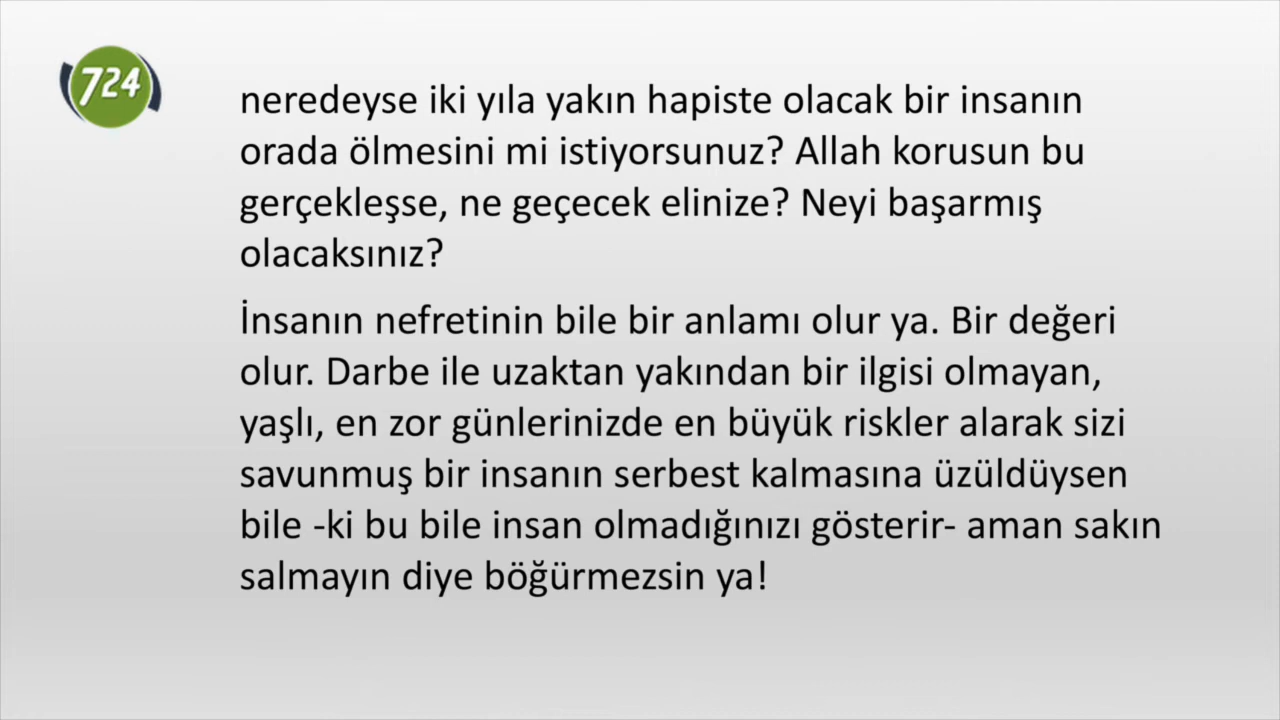 724
neredeyse iki yıla yakın hapiste olacak bir insanın
orada ölmesini mi istiyorsunuz? Allah korusun bu
gerçekleşse, ne geçecek elinize? Neyi başarmış
olacaksınız?
İnsanın nefretinin bile bir anlamı olur ya. Bir değeri
olur. Darbe ile uzaktan yakından bir ilgisi olmayan,
yaşlı, en zor günlerinizde en büyük riskler alarak sizi
savunmuş bir insanın serbest kalmasına üzüldüysen
bile -ki bu bile insan olmadığınızı gösterir- aman sakın
salmayın diye böğürmezsin ya!